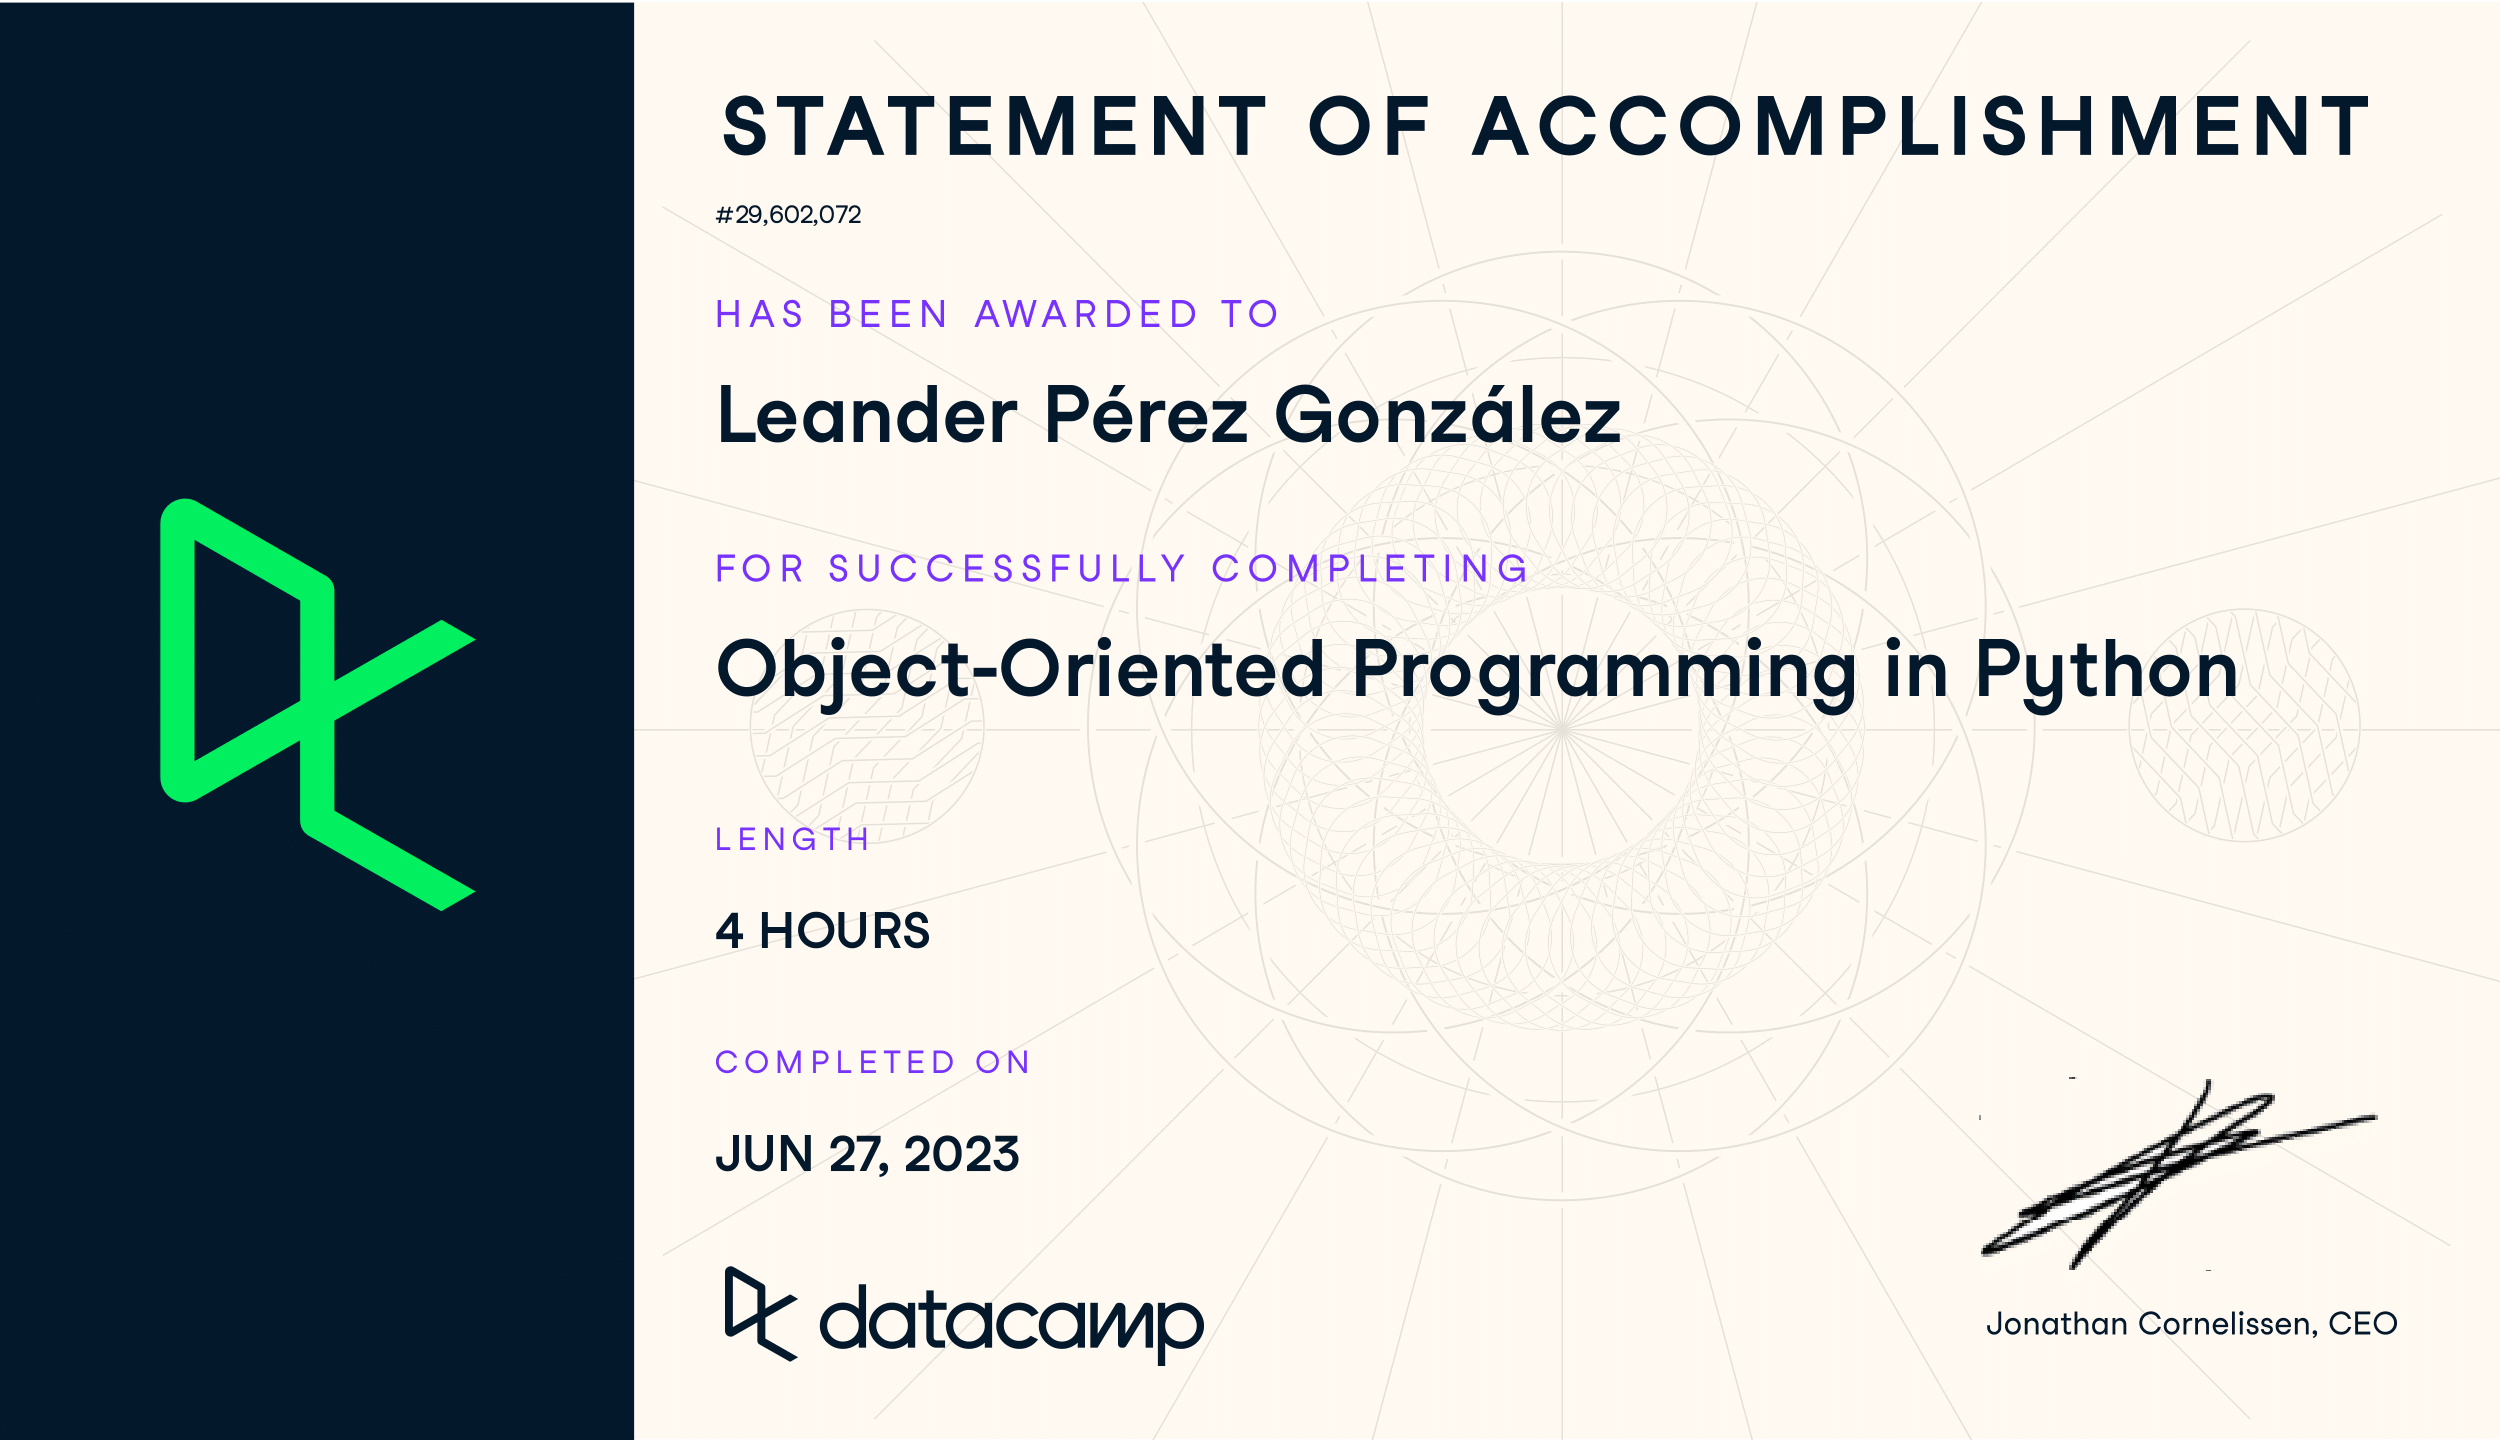 STATEMENT OF ACCOMPLISHMENT
#29,602,072
HAS BEEN AWARDED TO
Leander Pérez González
FOR SUCCESSFULLY COMPLETING
Object-Oriented Programming in Python
LENGTH
4 HOURS
COMPLETED ON
JUN 27, 2023
datacamp
Jonathan Cornelissen, CEO